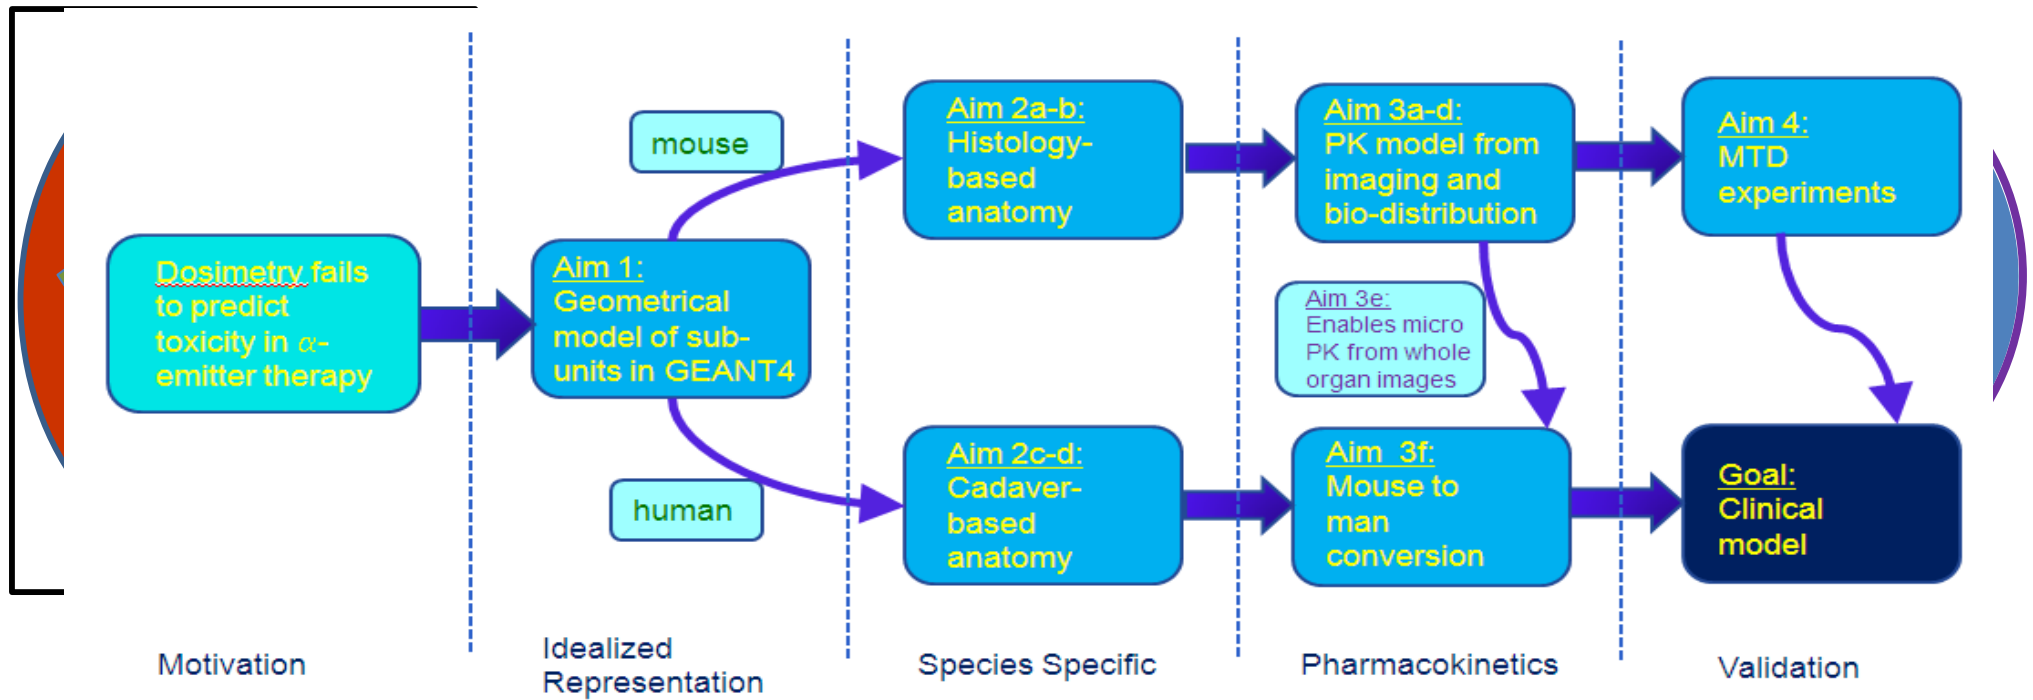 Dosimetry fails
to predict
toxicity in α-
emitter therapy
Motivation
Aim 1:
Geometrical
model of sub-
units in GEANT4
Idealized
Representation
mouse
human
Aim 2a-b:
Histology-
based
anatomy
Aim 2c-d:
Cadaver-
based
anatomy
Species Specific
Aim 3a-d:
PK model from
imaging and
bio-distribution
Aim 3e:
Enables micro
PK from whole
organ images
Aim 3f:
Mouse to
man
conversion
Pharmacokinetics
Aim 4:
MTD
experiments
Goal:
Clinical
model
Validation